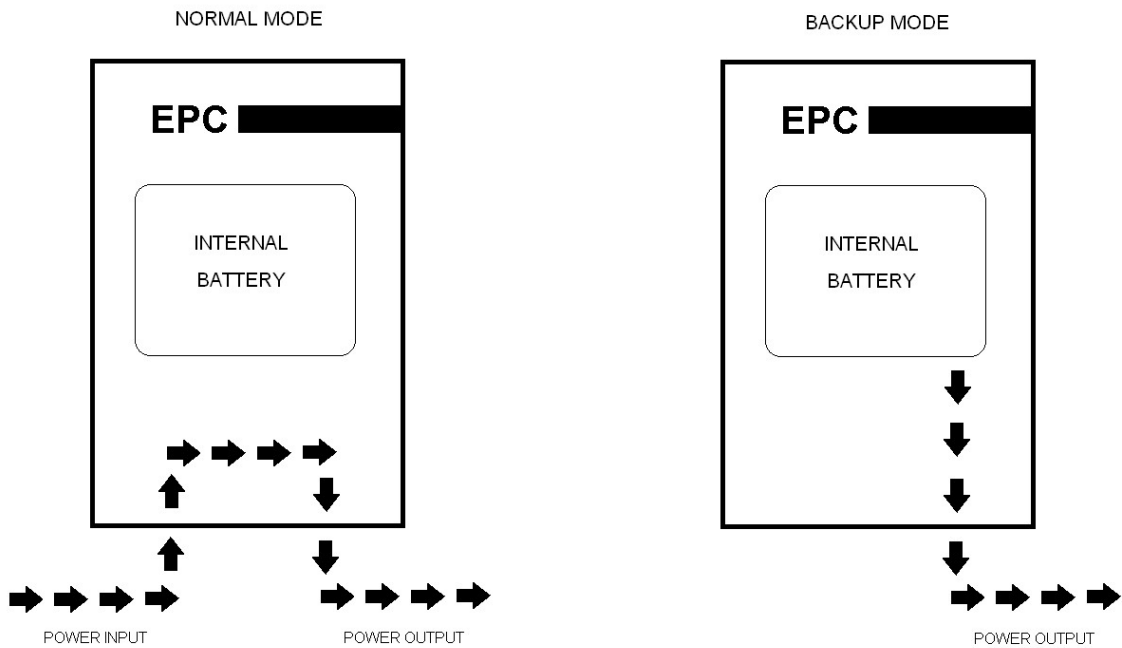 NORMAL MODE
EPC
INTERNAL
BATTERY
POWER INPUT
POWER OUTPUT
BACKUP MODE
EPC
INTERNAL
BATTERY
POWER OUTPUT